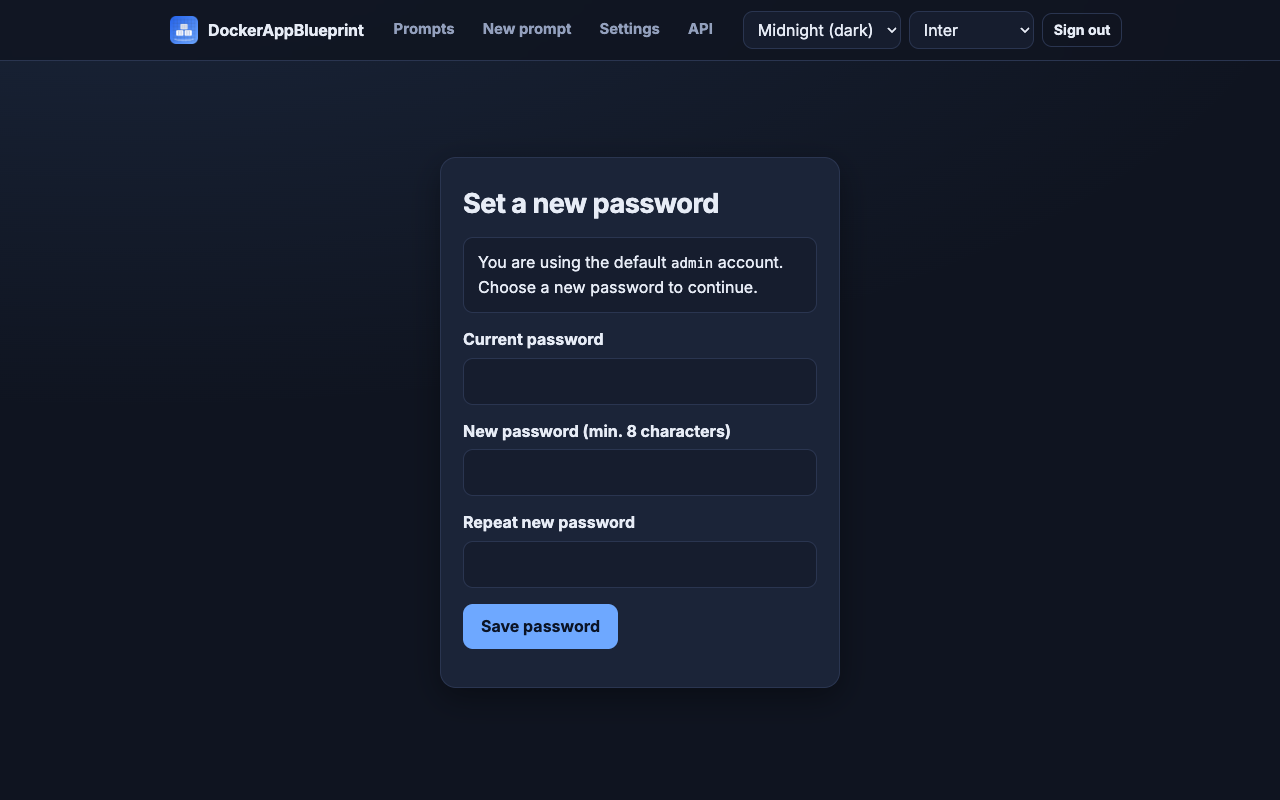 DockerAppBlueprint
Prompts
New prompt
Settings
API
Midnight (dark)
Inter
Sign out
Set a new password
You are using the default admin account.
Choose a new password to continue.
Current password
New password (min. 8 characters)
Repeat new password
Save password